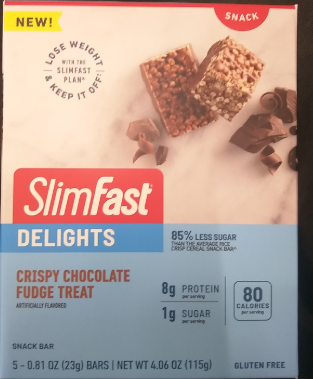 NEW!
SNACK
LOSE WEIGHT
WITH THE
SLIMFAST
PLAN*
& KEEP IT OFF!
SlimFast
DELIGHTS
85% LESS SUGAR
THAN THE AVERAGE RICE
CRISP CEREAL SNACK BAR
CRISPY CHOCOLATE
FUDGE TREAT
ARTIFICIALLY FLAVORED
8g PROTEIN
per serving
1g SUGAR
per serving
80
CALORIES
per serving
SNACK BAR
5 - 0.81 OZ (23g) BARS | NET WT 4.06 OZ (115g)
GLUTEN FREE